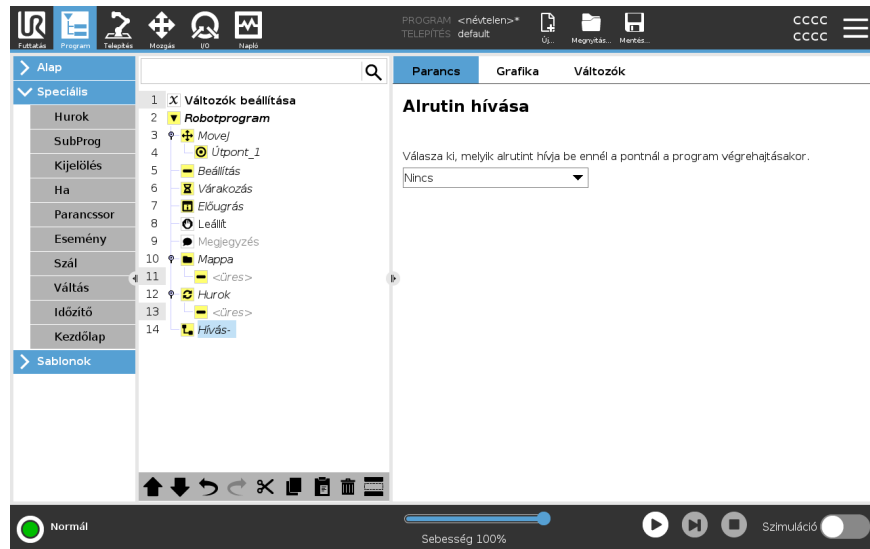 PROGRAM <névtelen>*
TELEPÍTÉS default
CCCC
CCCC
Futtatás Program Telepítés Mozgás I/O Napló
Új... Megnyitás... Mentés...
Alap
Speciális
Hurok
SubProg
Kijelölés
Ha
Parancssor
Esemény
Szál
Váltás
Időzítő
Kezdőlap
Sablonok
1 X Változók beállítása
2 Robotprogram
3 MoveJ
4 Útpont_1
5 Beállítás
6 Várakozás
7 Előugrás
8 Leállít
9 Megjegyzés
10 Mappa
11 <üres>
12 Hurok
13 <üres>
14 Hívás-
Parancs Grafika Változók
Alrutin hívása
Válasza ki, melyik alrutint hívja be ennél a pontnál a program végrehajtásakor.
Nincs
Normál
Sebesség 100%
Szimuláció